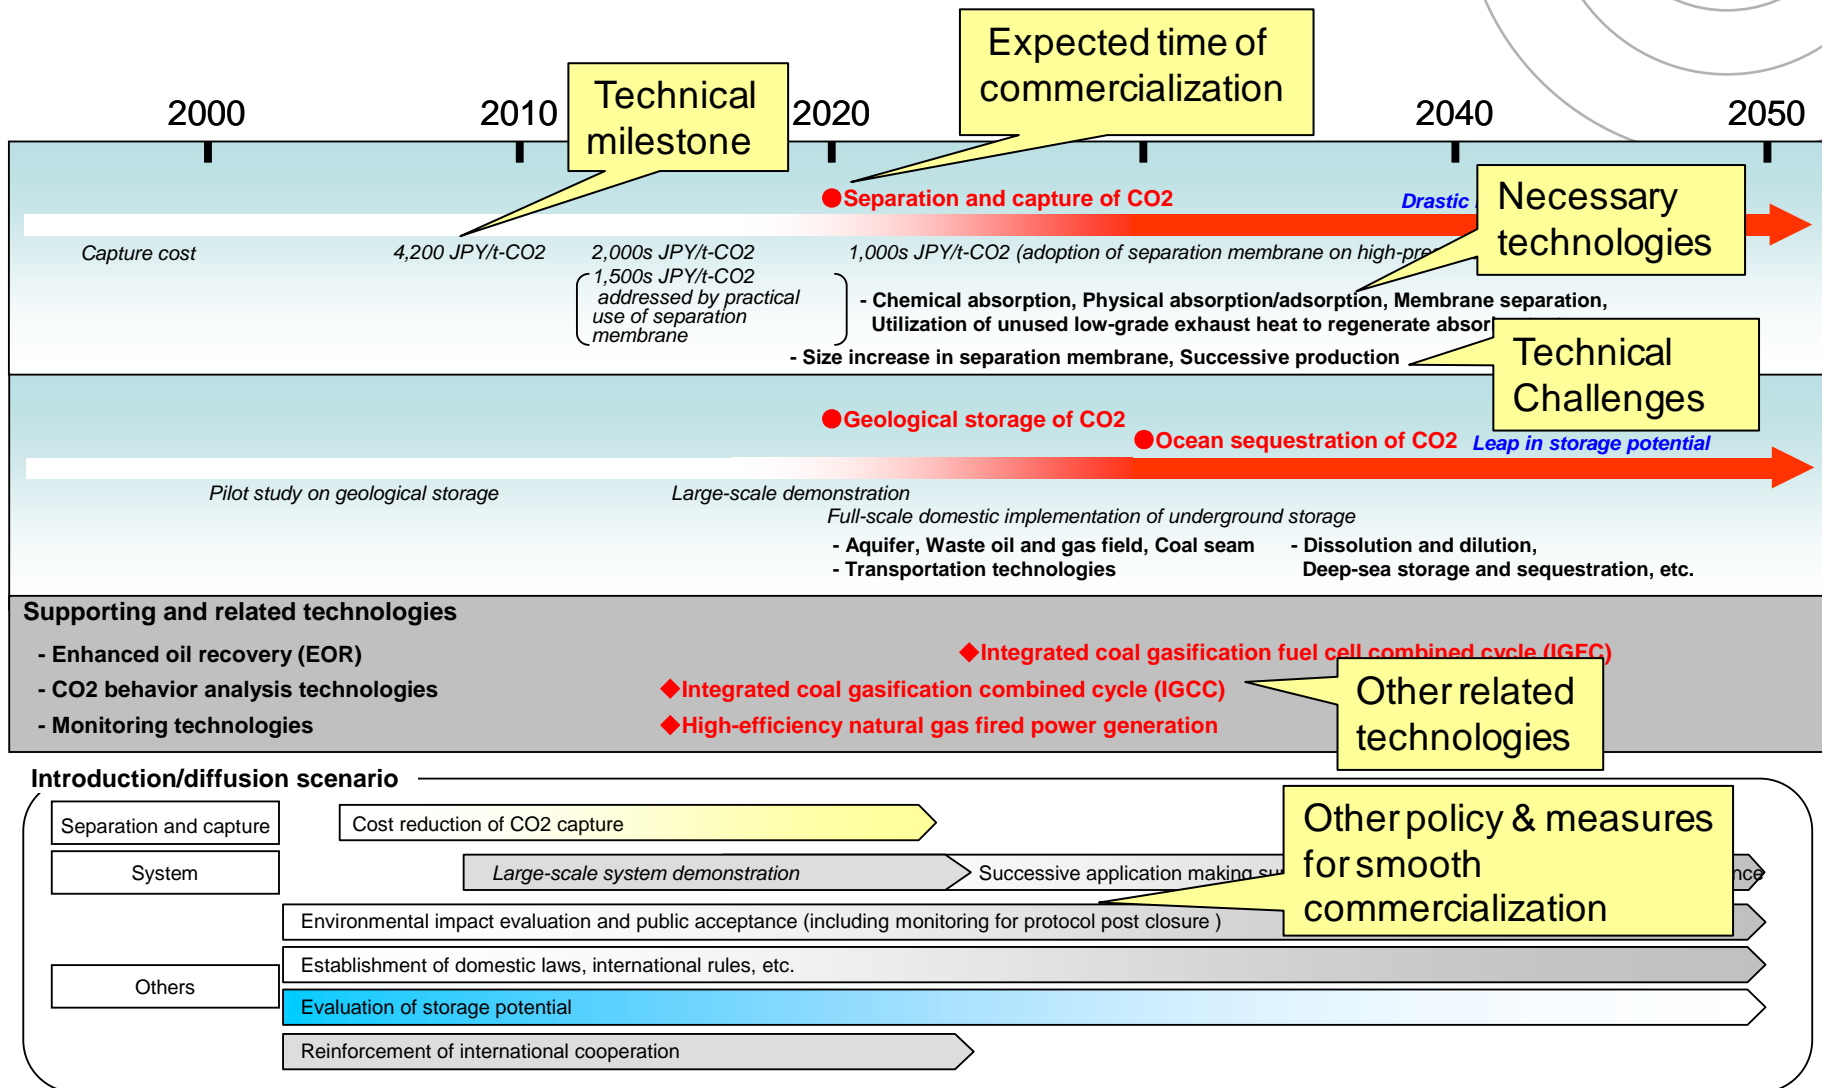 Expected time of
commercialization
Technical
milestone
2000
2010
2020
2040
2050
Separation and capture of CO2
Drastic
Necessary
technologies
Capture cost
4,200 JPY/t-CO2
2,000s JPY/t-CO2
1,000s JPY/t-CO2 (adoption of separation membrane on
1,500s JPY/t-CO2
addressed by practical
use of separation
membrane
- Chemical absorption, Physical absorption/adsorption, Membrane separation,
Utilization of unused low-grade exhaust heat to regenerate
- Size increase in separation membrane, Successive production
Technical
Challenges
Geological storage of CO2
Ocean sequestration of CO2
Leap in storage potential
Pilot study on geological storage
Large-scale demonstration
Full-scale domestic implementation of underground storage
- Aquifer, Waste oil and gas field, Coal seam
- Transportation technologies
- Dissolution and dilution,
Deep-sea storage and sequestration, etc.
Supporting and related technologies
- Enhanced oil recovery (EOR)
- CO2 behavior analysis technologies
- Monitoring technologies
Integrated coal gasification fuel cell combined cycle (IGFC)
Integrated coal gasification combined cycle (IGCC)
High-efficiency natural gas fired power generation
Other related
technologies
Introduction/diffusion scenario
Separation and capture
Cost reduction of CO2 capture
System
Large-scale system demonstration
Successive application making
Other policy & measures
for smooth
commercialization
Environmental impact evaluation and public acceptance (including monitoring for protocol post closure )
Others
Establishment of domestic laws, international rules, etc.
Evaluation of storage potential
Reinforcement of international cooperation